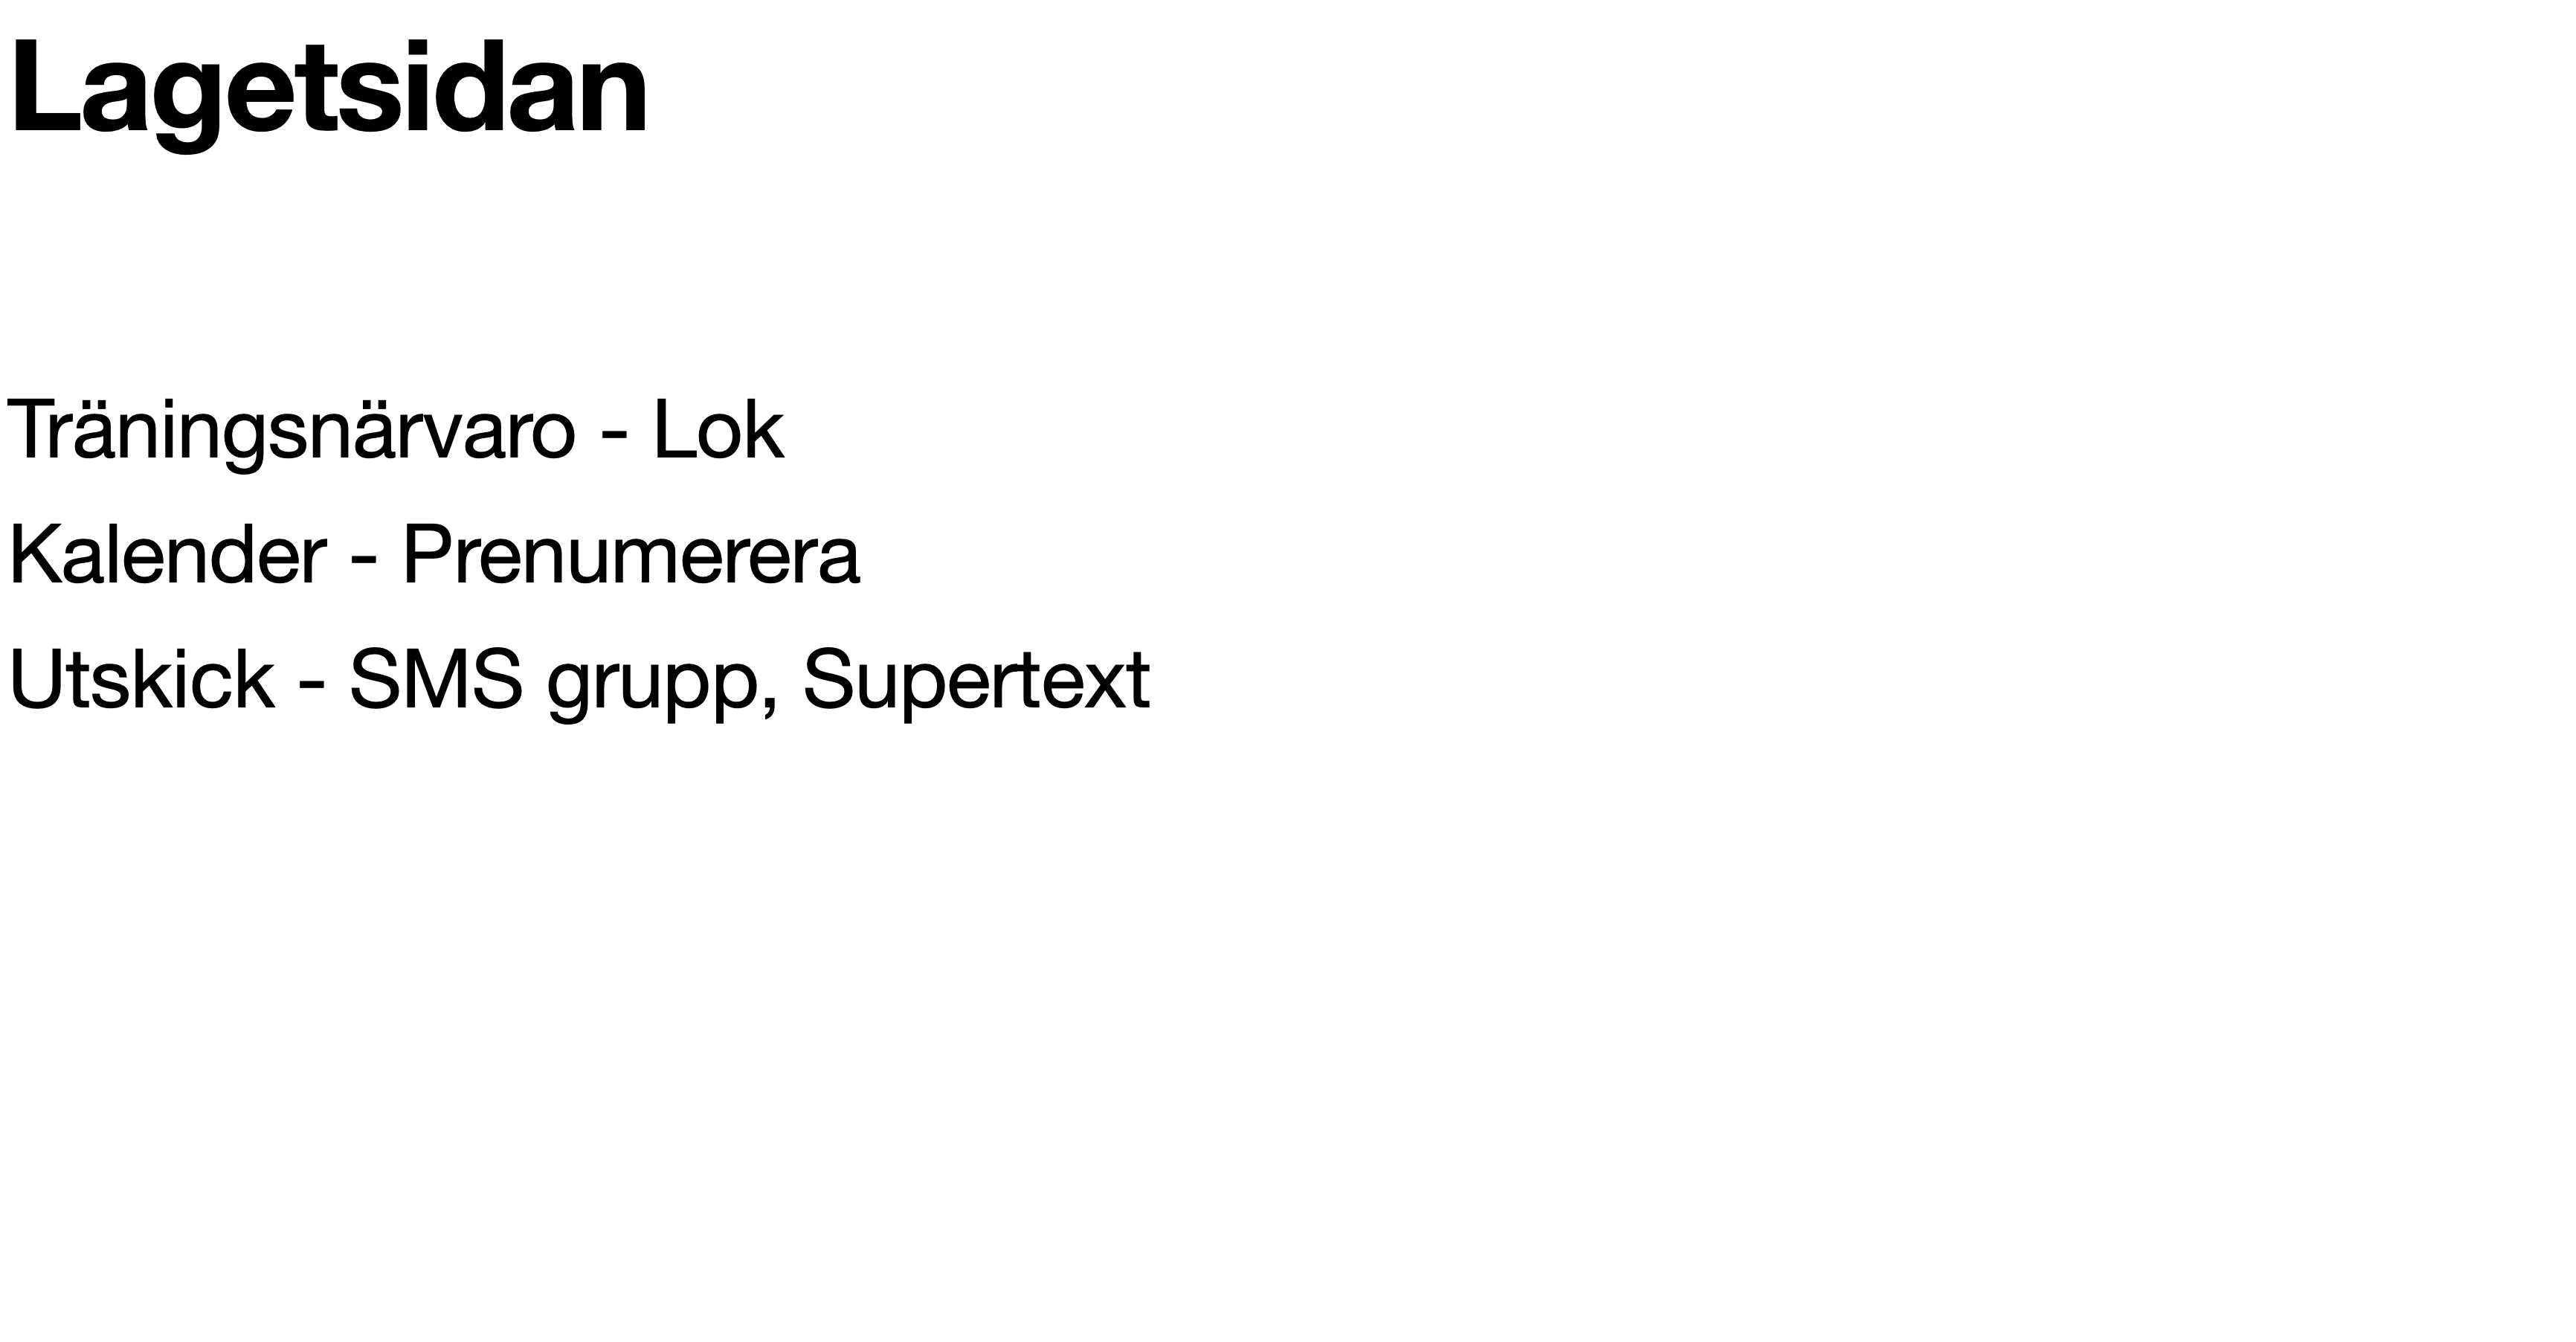 Lagetsidan
Träningsnärvaro - Lok
Kalender - Prenumerera
Utskick - SMS grupp, Supertext